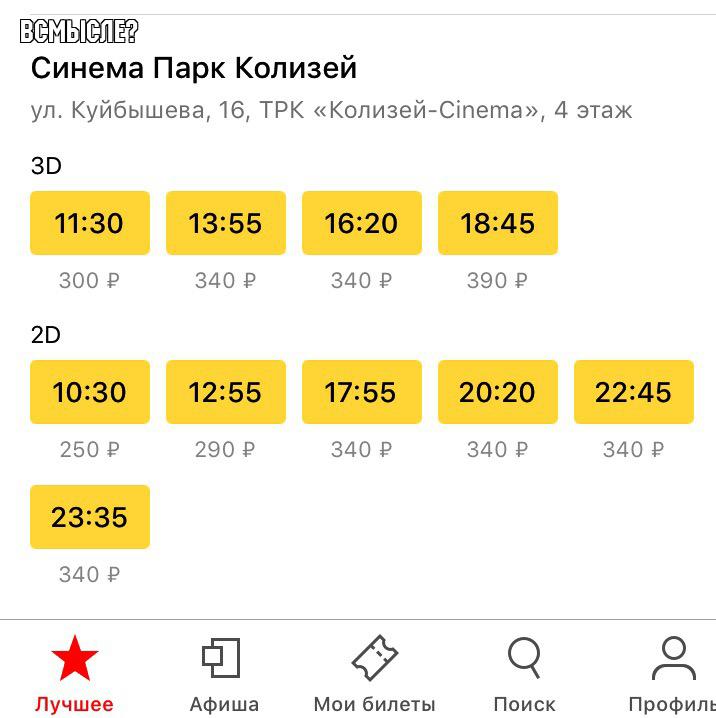 ВСМЫСЛЕ?
Синема Парк Колизей
ул. Куйбышева, 16, ТРК «Колизей-Cinema», 4 этаж
3D
11:30 13:55 16:20 18:45
300 ₽ 340 ₽ 340 ₽ 390 ₽
2D
10:30 12:55 17:55 20:20 22:45
250 ₽ 290 ₽ 340 ₽ 340 ₽ 340 ₽
23:35
340 ₽
Лучшее Афиша Мои билеты Поиск Профиль